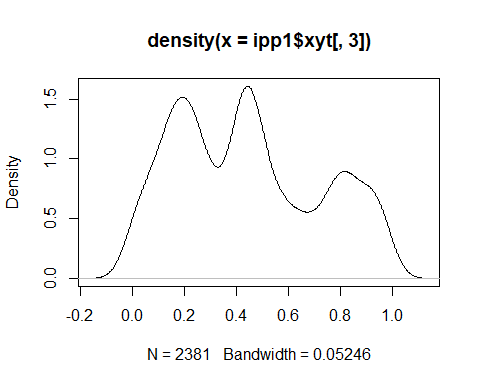 density(x = ipp1$xyt[, 3])
Density
0.0 0.5 1.0 1.5
-0.2 0.0 0.2 0.4 0.6 0.8 1.0
N = 2381 Bandwidth = 0.05246